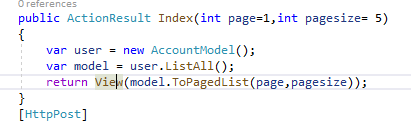 0 references
public ActionResult Index(int page=1,int pagesize= 5)
{
var user = new AccountModel();
var model = user.ListAll();
return View(model.ToPagedList(page,pagesize));
}
[HttpPost]